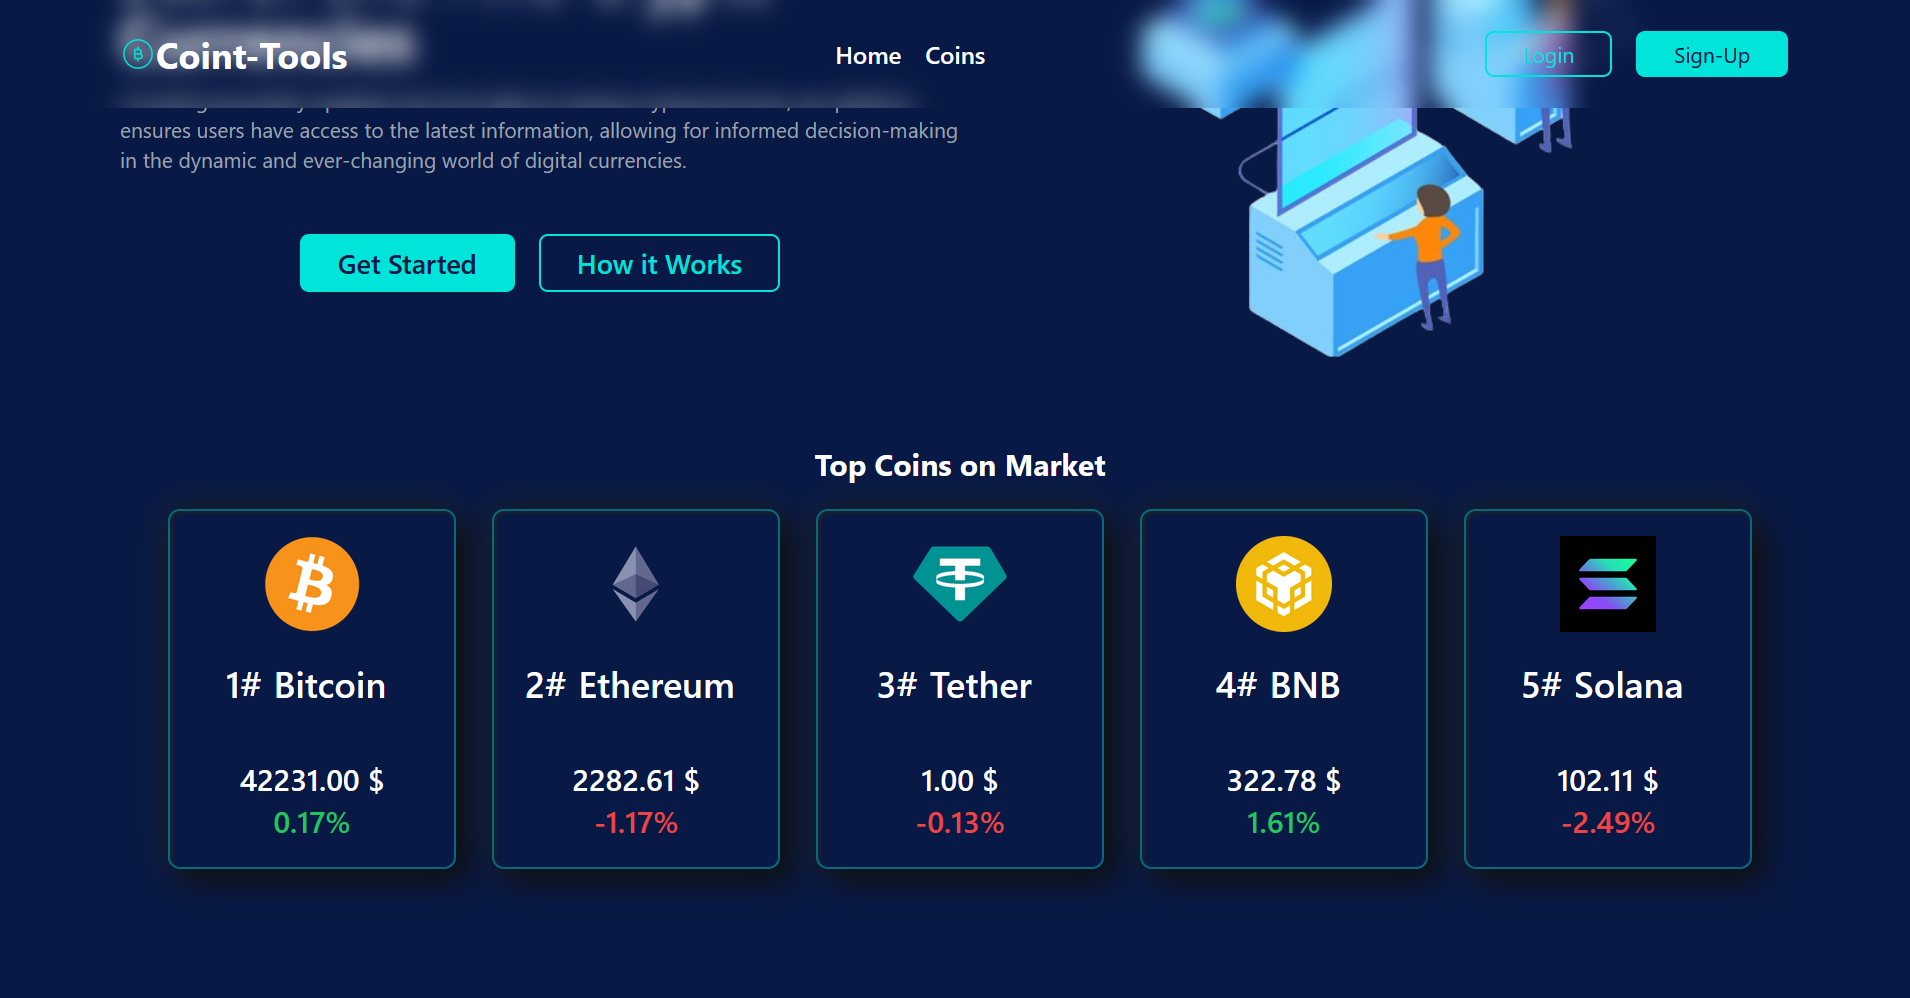 Coint-Tools
Home Coins
Login Sign-Up
ensures users have access to the latest information, allowing for informed decision-making
in the dynamic and ever-changing world of digital currencies.
Get Started How it Works
Top Coins on Market
1# Bitcoin
42231.00 $
0.17%
2# Ethereum
2282.61 $
-1.17%
3# Tether
1.00 $
-0.13%
4# BNB
322.78 $
1.61%
5# Solana
102.11 $
-2.49%